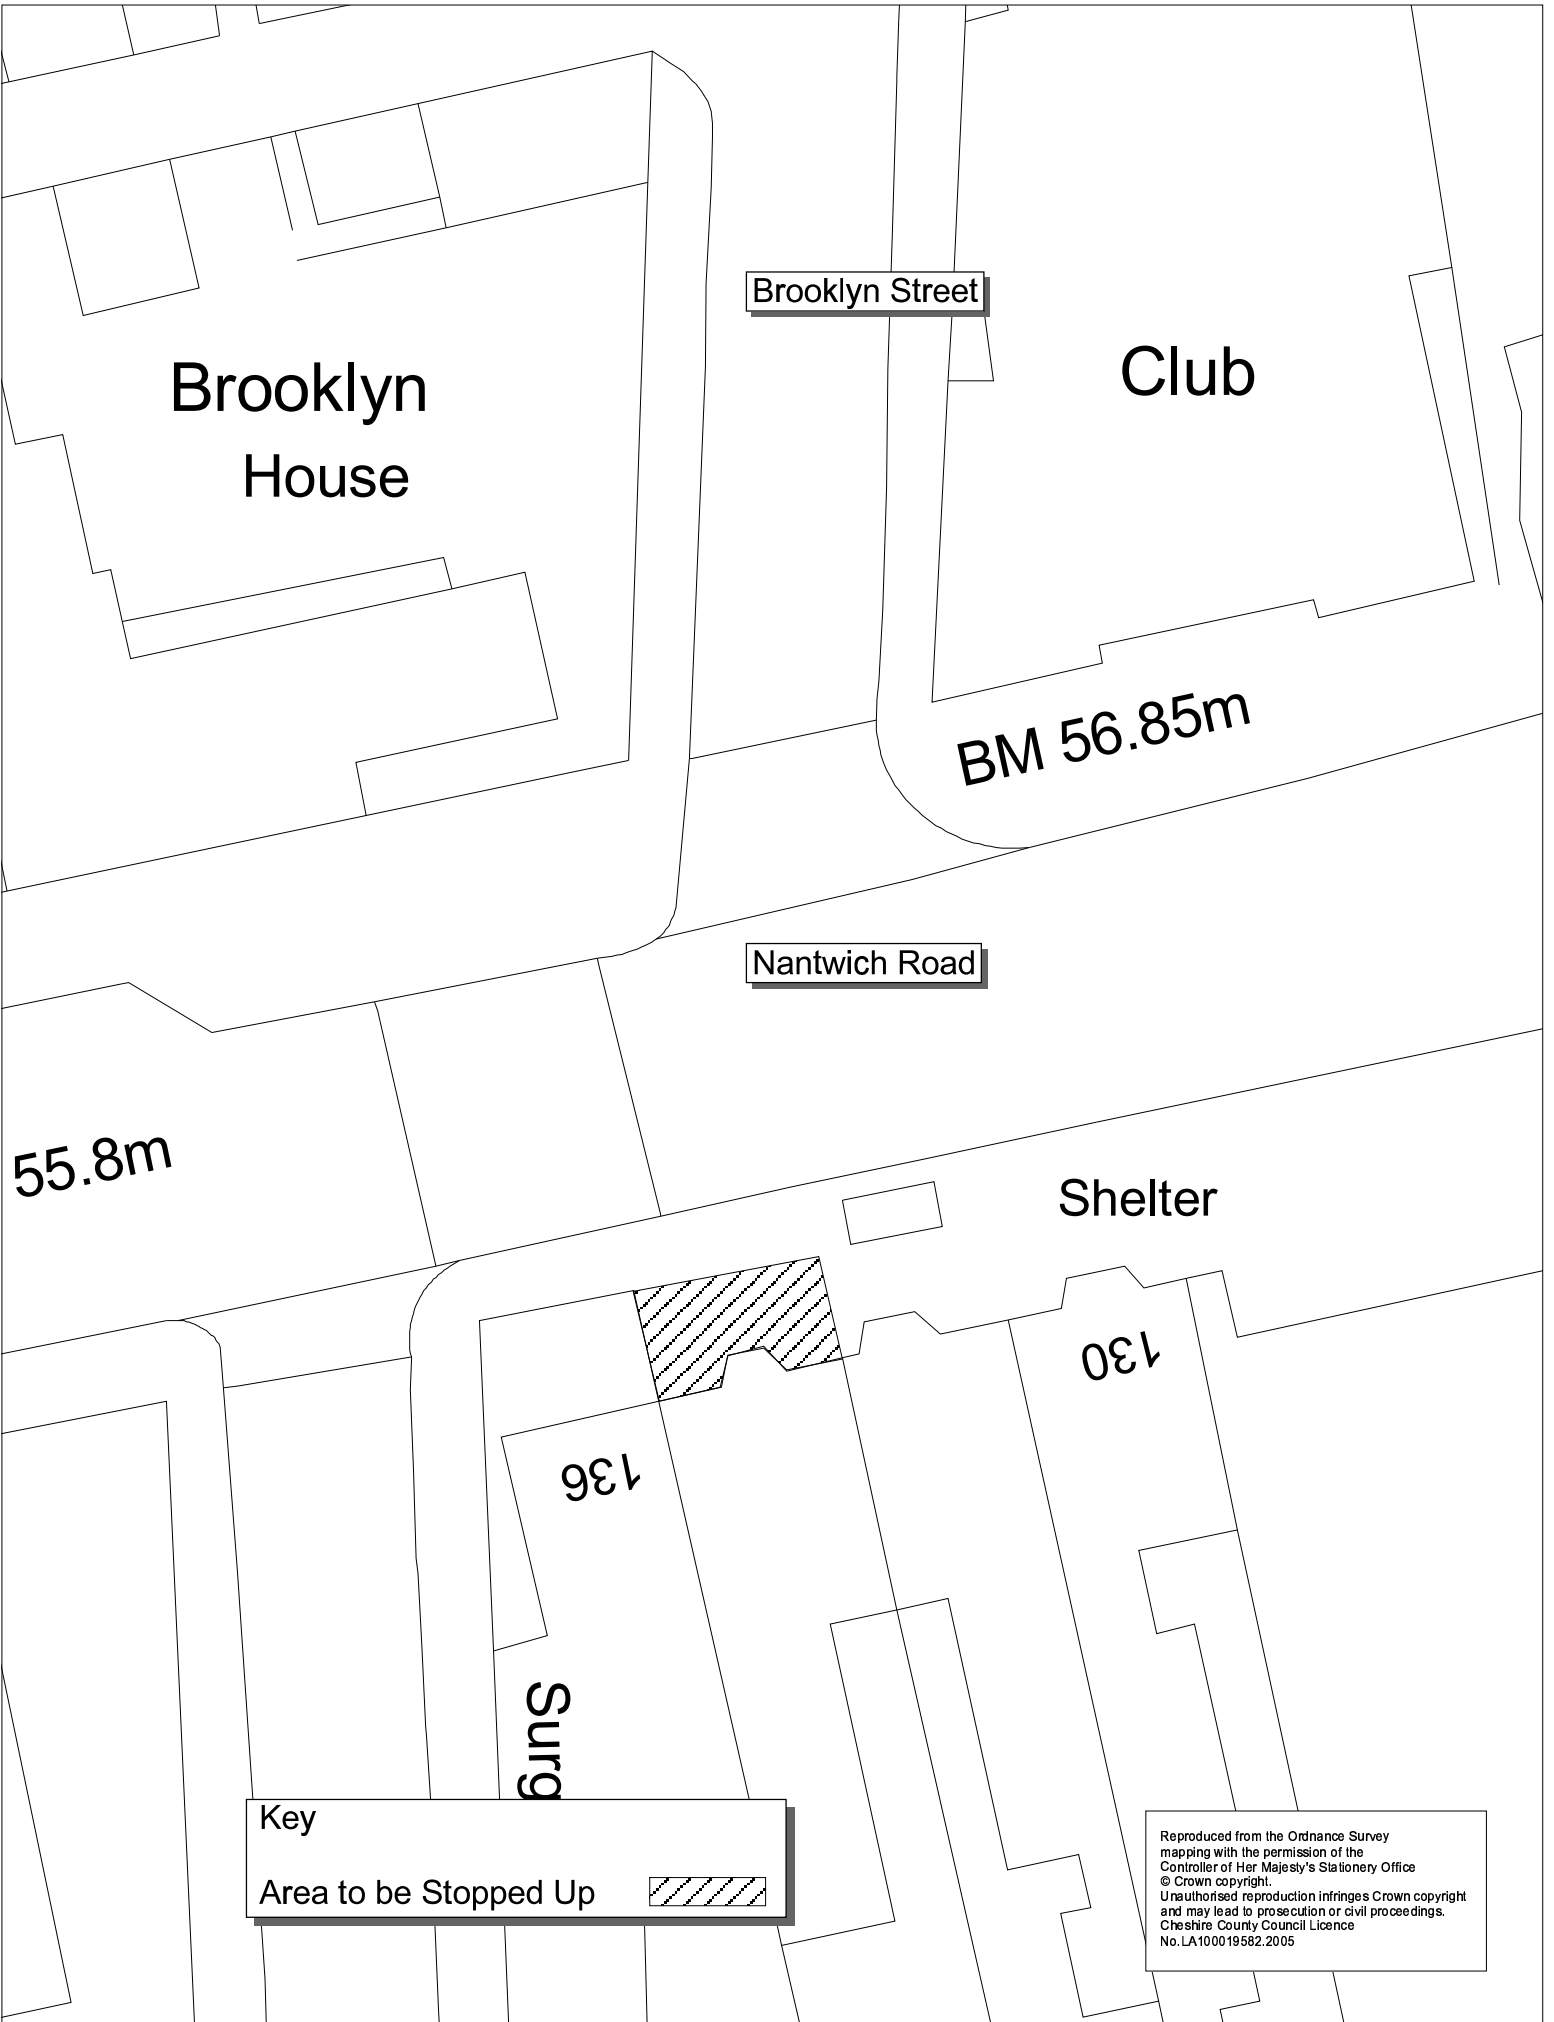 Brooklyn Street
Brooklyn
House
Club
BM 56.85m
Nantwich Road
55.8m
Shelter
130
136
Surg
Key
Area to be Stopped Up
Reproduced from the Ordnance Survey
mapping with the permission of the
Controller of Her Majesty's Stationery Office
© Crown copyright.
Unauthorised reproduction infringes Crown copyright
and may lead to prosecution or civil proceedings.
Cheshire County Council Licence
No.LA100019582.2005